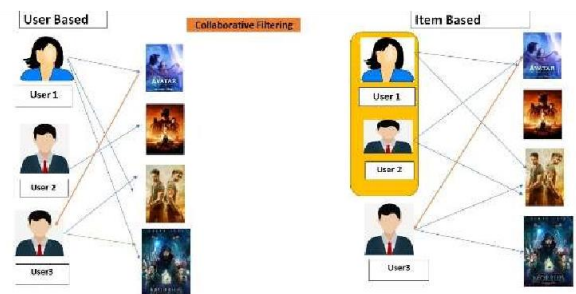 User Based
Collaborative Filtering
Item Based
User 1
User 2
User3
AVATAR
User 1
User 2
User3
AVATAR